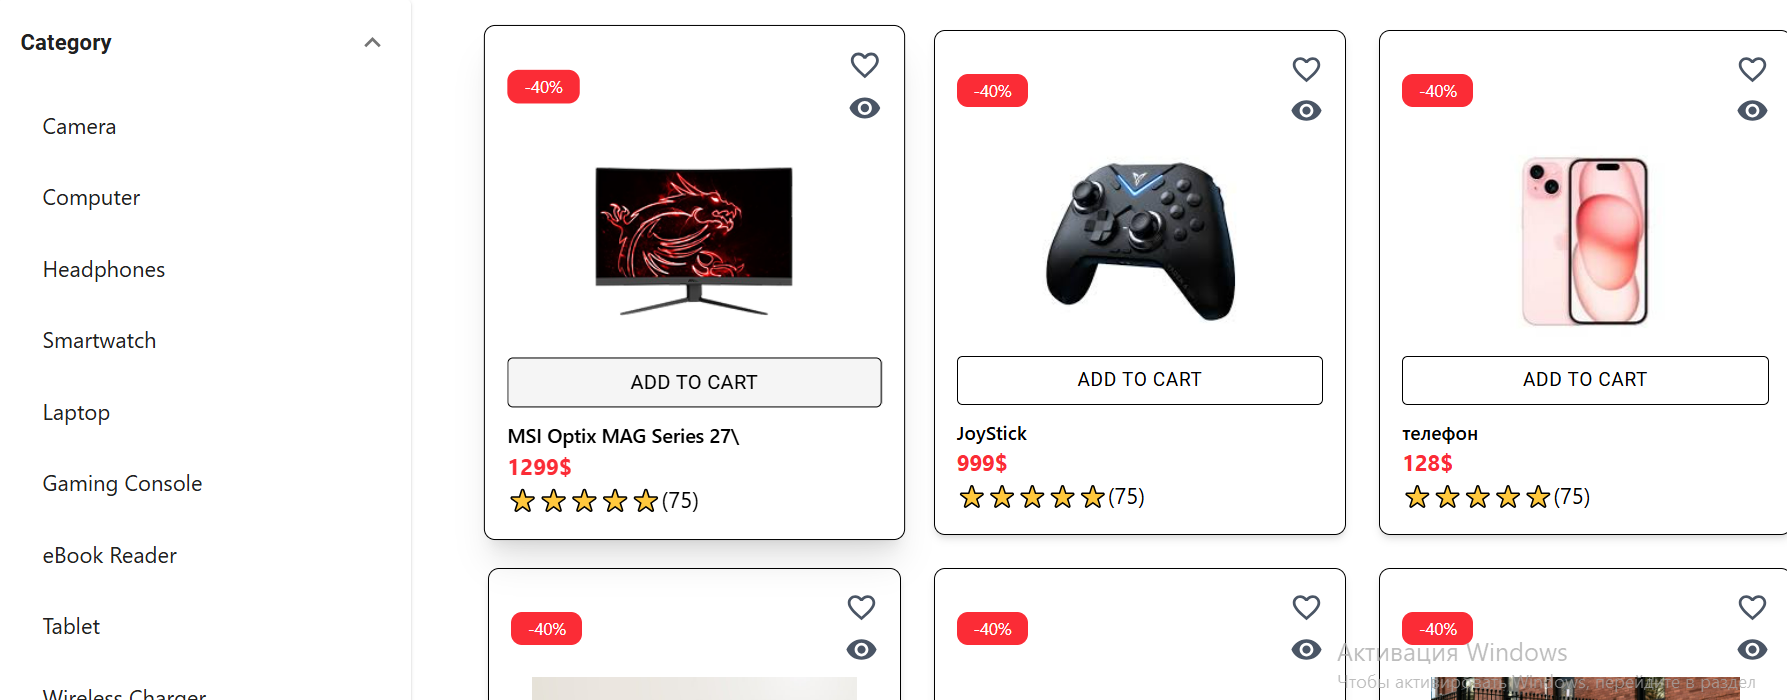 Category
Camera
Computer
Headphones
Smartwatch
Laptop
Gaming Console
eBook Reader
Tablet
Wireless Charger
-40%
ADD TO CART
MSI Optix MAG Series 27\
1299$
(75)
-40%
ADD TO CART
JoyStick
999$
(75)
-40%
ADD TO CART
телефон
128$
(75)
-40%
-40%
-40%
Активация Windows
Чтобы активировать Windows, перейдите в раздел